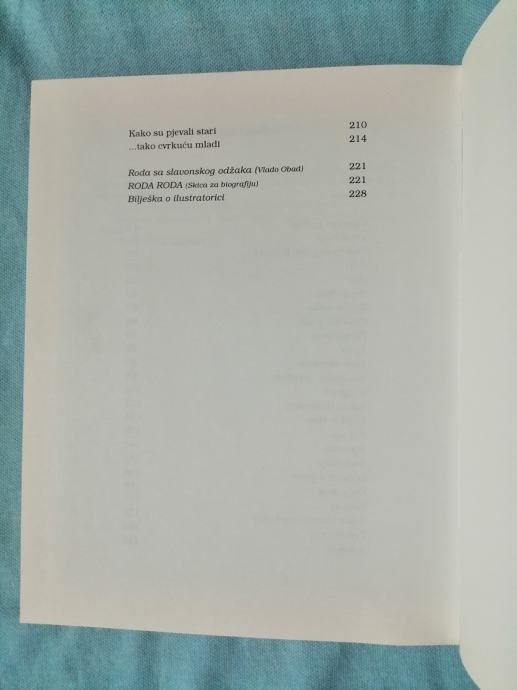 Kako su pjevali stari 210
...tako cvrkuću mladi 214
Roda sa slavonskog odžaka (Vlado Obad) 221
RODA RODA (Skica za biografiju) 221
Bilješka o ilustratorici 228